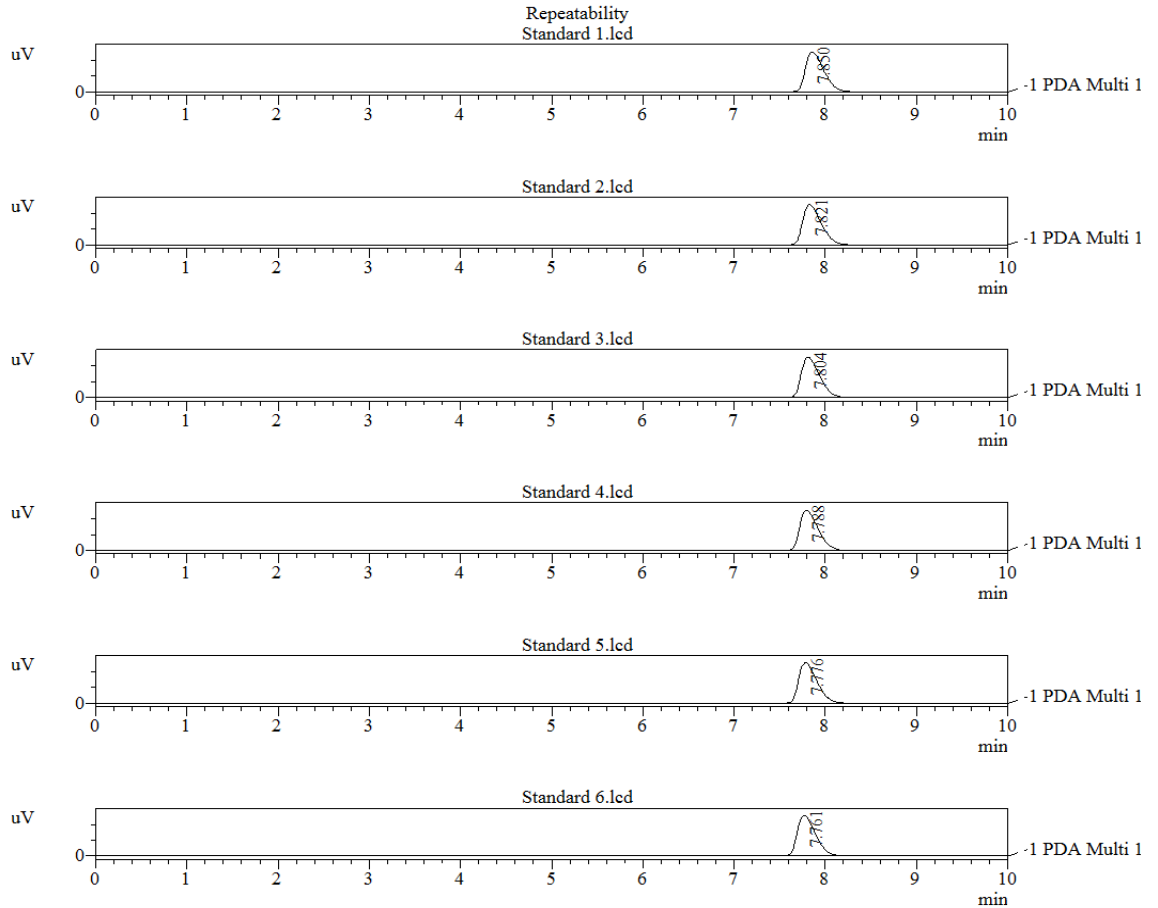 Repeatability
Standard 1.lcd
uV
7.850
0
-1 PDA Multi 1
0 1 2 3 4 5 6 7 8 9 10
min
Standard 2.lcd
uV
7.821
0
-1 PDA Multi 1
0 1 2 3 4 5 6 7 8 9 10
min
Standard 3.lcd
uV
7.804
0
-1 PDA Multi 1
0 1 2 3 4 5 6 7 8 9 10
min
Standard 4.lcd
uV
7.788
0
-1 PDA Multi 1
0 1 2 3 4 5 6 7 8 9 10
min
Standard 5.lcd
uV
7.776
0
-1 PDA Multi 1
0 1 2 3 4 5 6 7 8 9 10
min
Standard 6.lcd
uV
7.761
0
-1 PDA Multi 1
0 1 2 3 4 5 6 7 8 9 10
min